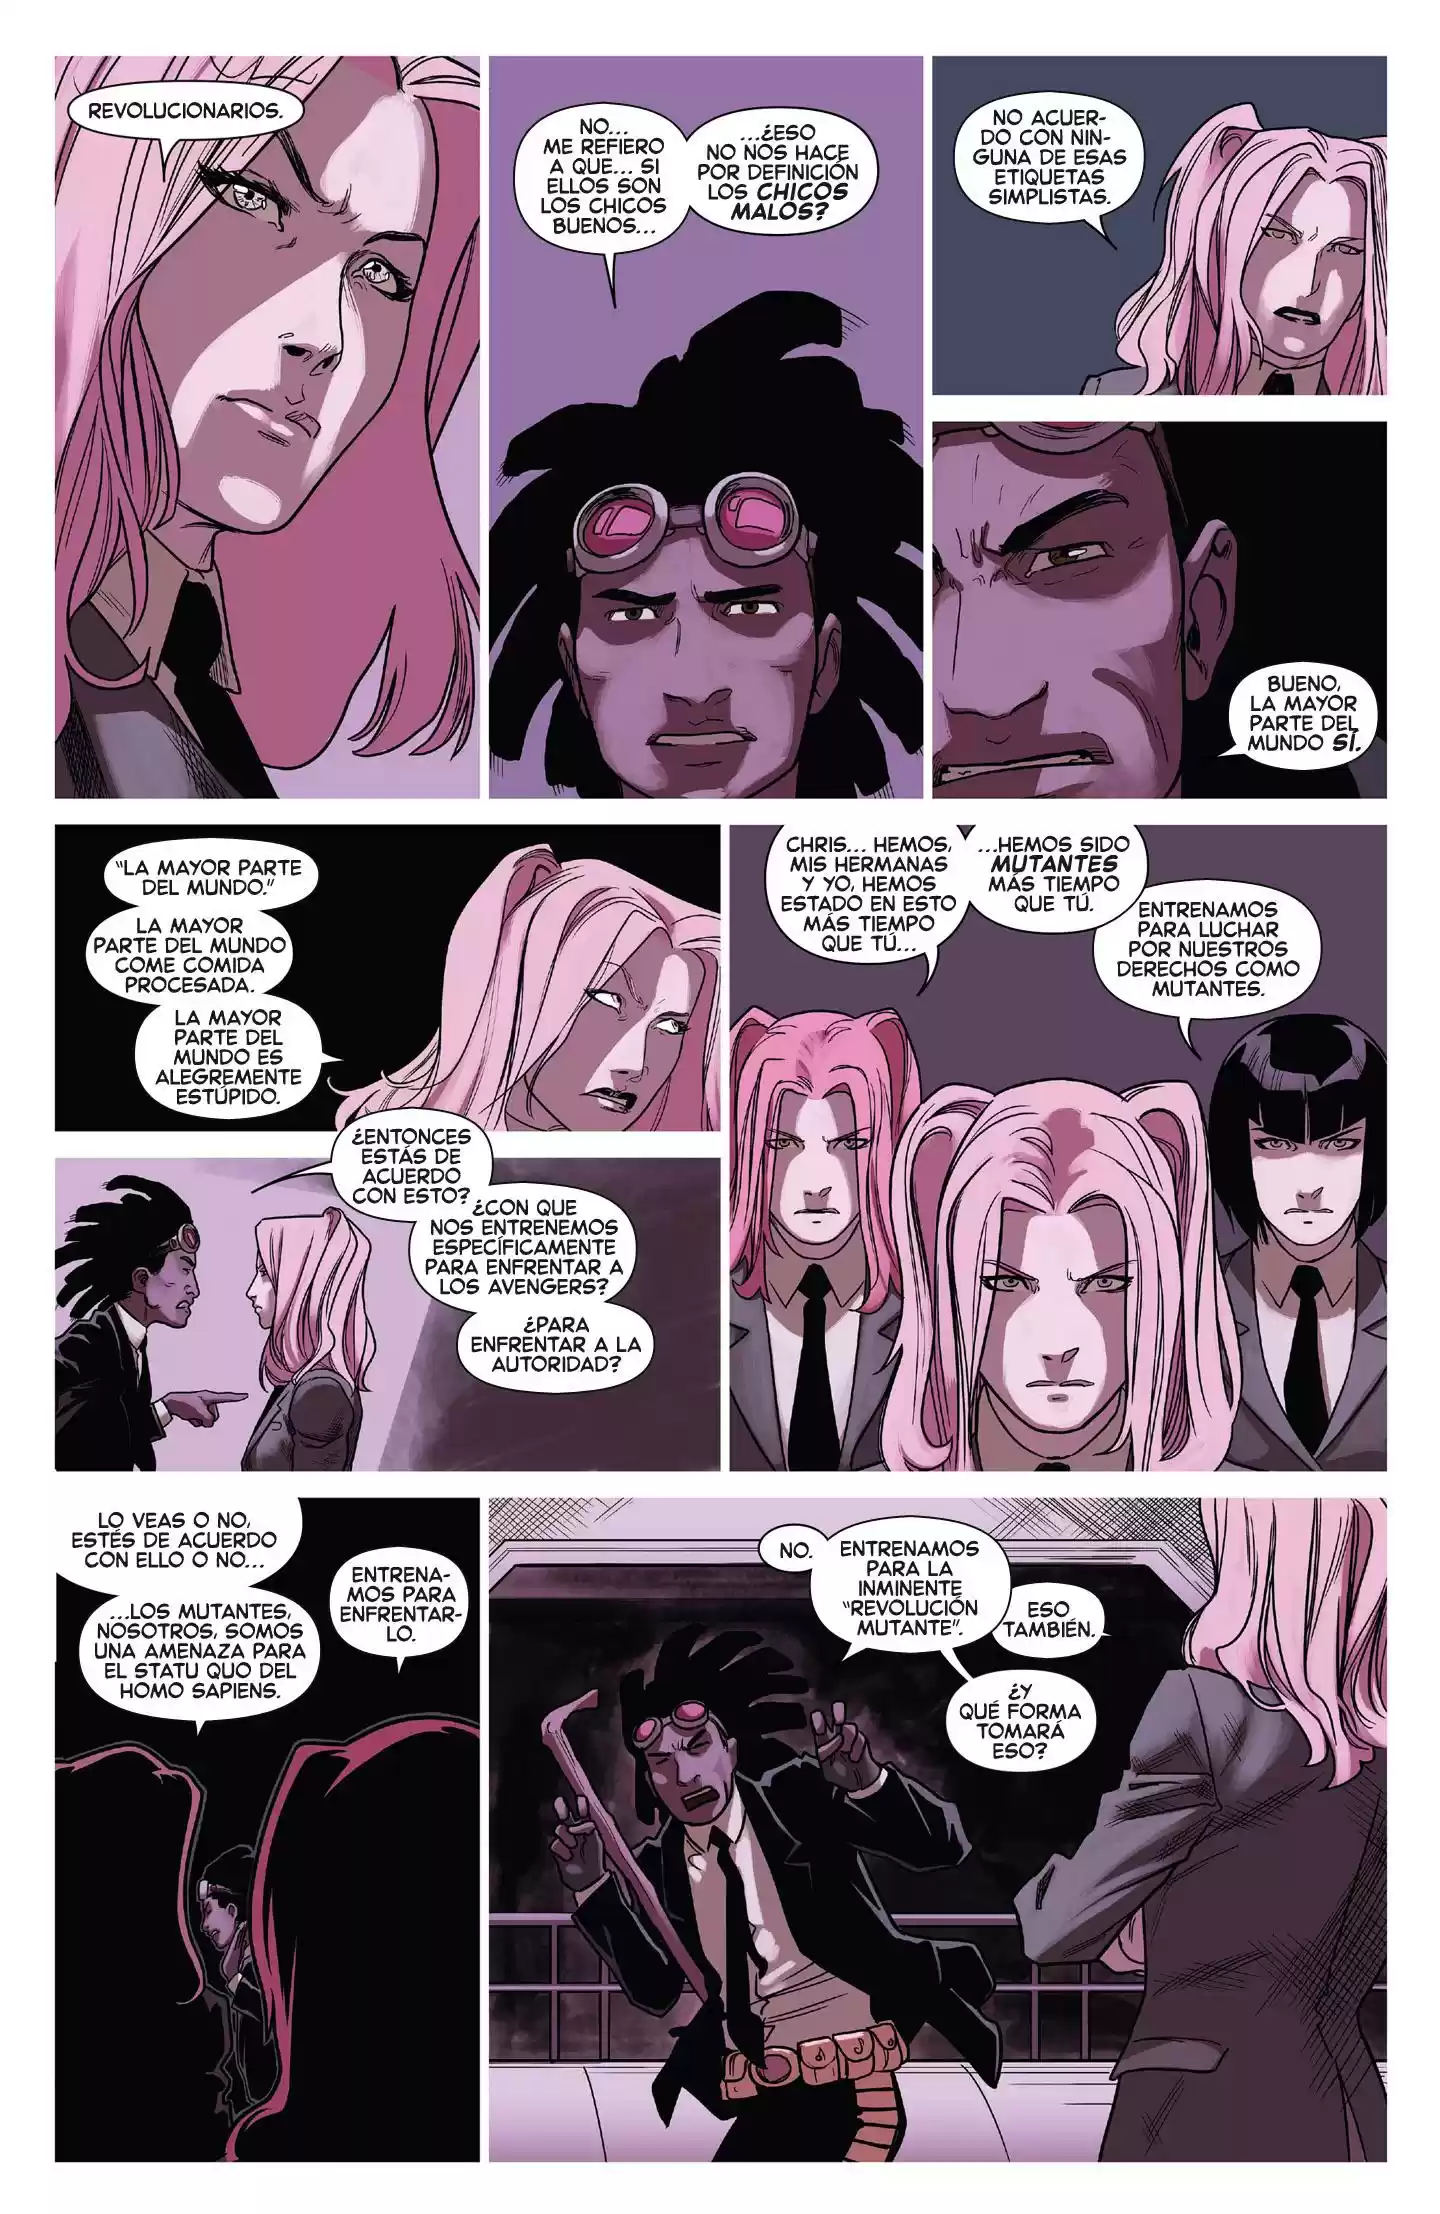 REVOLUCIONARIOS.
NO...
ME REFIERO
A QUE... SI
ELLOS SON
LOS CHICOS
BUENOS...
...¿ESO
NO NOS HACE
POR DEFINICIÓN
LOS CHICOS
MALOS?
NO ACUER-
DO CON NIN-
GUNA DE ESAS
ETIQUETAS
SIMPLISTAS.
BUENO,
LA MAYOR
PARTE DEL
MUNDO SÍ.
"LA MAYOR PARTE
DEL MUNDO."
LA MAYOR
PARTE DEL MUNDO
COME COMIDA
PROCESADA.
LA MAYOR
PARTE DEL
MUNDO ES
ALEGREMENTE
ESTÚPIDO.
¿ENTONCES
ESTÁS DE
ACUERDO
CON ESTO?
¿CON QUE
NOS ENTRENEMOS
ESPECÍFICAMENTE
PARA ENFRENTAR A
LOS AVENGERS?
¿PARA
ENFRENTAR A LA
AUTORIDAD?
CHRIS... HEMOS,
MIS HERMANAS
Y YO, HEMOS
ESTADO EN ESTO
MÁS TIEMPO
QUE TÚ...
...HEMOS SIDO
MUTANTES
MÁS TIEMPO
QUE TÚ.
ENTRENAMOS
PARA LUCHAR
POR NUESTROS
DERECHOS COMO
MUTANTES.
LO VEAS O NO,
ESTÉS DE ACUERDO
CON ELLO O NO...
...LOS MUTANTES,
NOSOTROS, SOMOS
UNA AMENAZA PARA
EL STATU QUO DEL
HOMO SAPIENS.
ENTRENA-
MOS PARA
ENFRENTAR-
LO.
NO.
ENTRENAMOS
PARA LA
INMINENTE
"REVOLUCIÓN
MUTANTE".
ESO
TAMBIÉN.
¿Y
QUÉ FORMA
TOMARÁ
ESO?